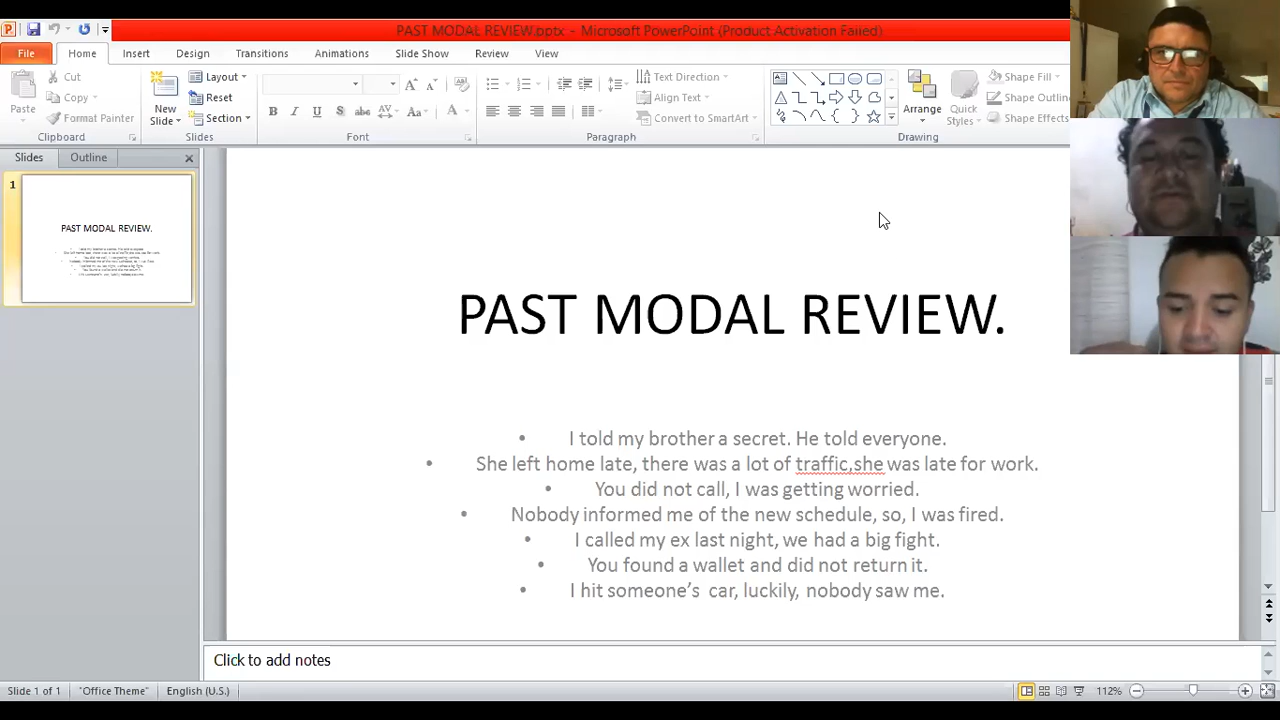 PAST MODAL REVIEW.pptx - Microsoft PowerPoint (Product Activation Failed)
File Home Insert Design Transitions Animations Slide Show Review View
Cut
Copy
Format Painter
Paste
Clipboard
New
Slide
Layout
Reset
Section
Slides
B I U S abc AV Aa A
Font
Text Direction
Align Text
Convert to SmartArt
Paragraph
Arrange
Quick
Styles
Shape Fill
Shape Outline
Shape Effects
Drawing
Slides Outline
1
PAST MODAL REVIEW.
PAST MODAL REVIEW.
• I told my brother a secret. He told everyone.
• She left home late, there was a lot of traffic,she was late for work.
• You did not call, I was getting worried.
• Nobody informed me of the new schedule, so, I was fired.
• I called my ex last night, we had a big fight.
• You found a wallet and did not return it.
• I hit someone’s car, luckily, nobody saw me.
Click to add notes
Slide 1 of 1 "Office Theme" English (U.S.) 112%